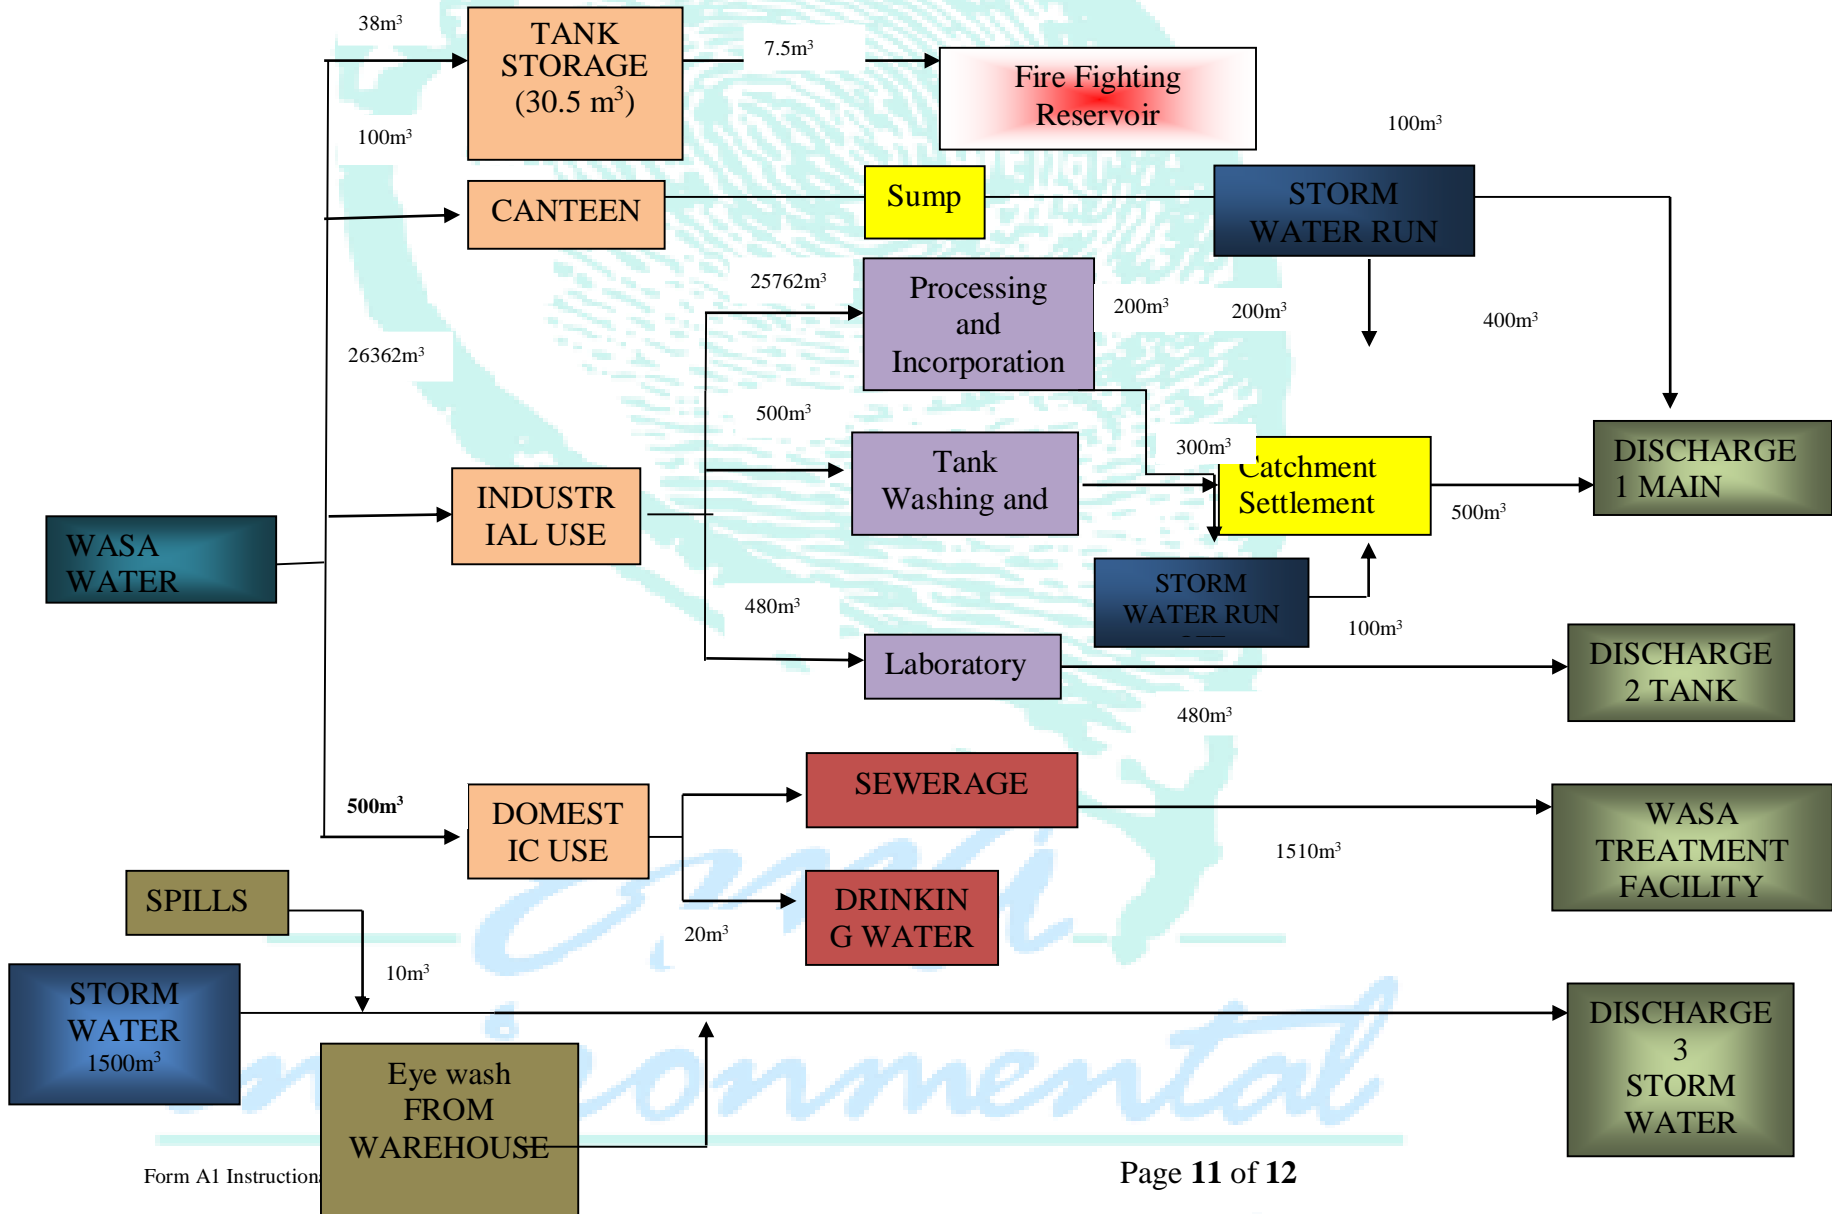 38m³
TANK
STORAGE
(30.5 m³)
7.5m³
Fire Fighting
Reservoir
100m³
100m³
CANTEEN
Sump
STORM
WATER RUN
25762m³
Processing
and
Incorporation
200m³
200m³
400m³
26362m³
500m³
Tank
Washing and
300m³
Catchment
Settlement
500m³
DISCHARGE
1 MAIN
INDUSTR
IAL USE
WASA
WATER
480m³
STORM
WATER RUN
100m³
Laboratory
480m³
DISCHARGE
2 TANK
500m³
DOMEST
IC USE
SEWERAGE
1510m³
WASA
TREATMENT
FACILITY
DRINKIN
G WATER
20m³
SPILLS
10m³
STORM
WATER
1500m³
Eye wash
FROM
WAREHOUSE
DISCHARGE
3
STORM
WATER
Form A1 Instruction
Page 11 of 12